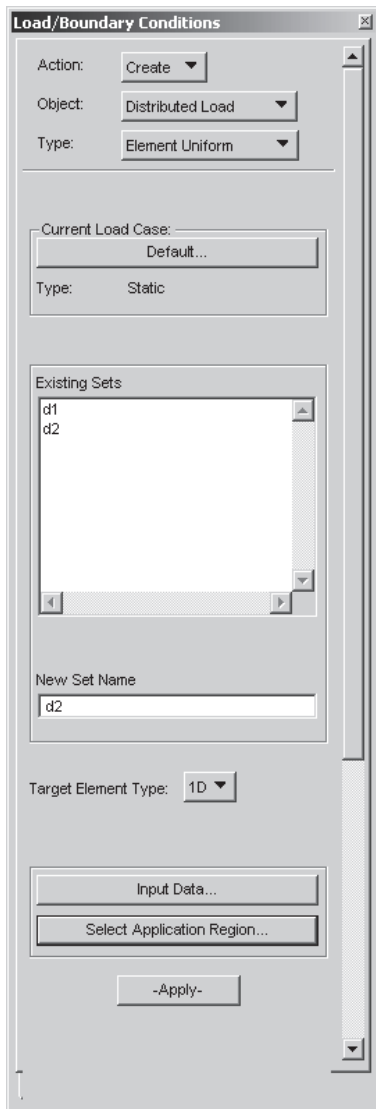 Load/Boundary Conditions
Action: Create
Object: Distributed Load
Type: Element Uniform
Current Load Case:
Default...
Type: Static
Existing Sets
d1
d2
New Set Name
d2
Target Element Type: 1D
Input Data...
Select Application Region...
-Apply-